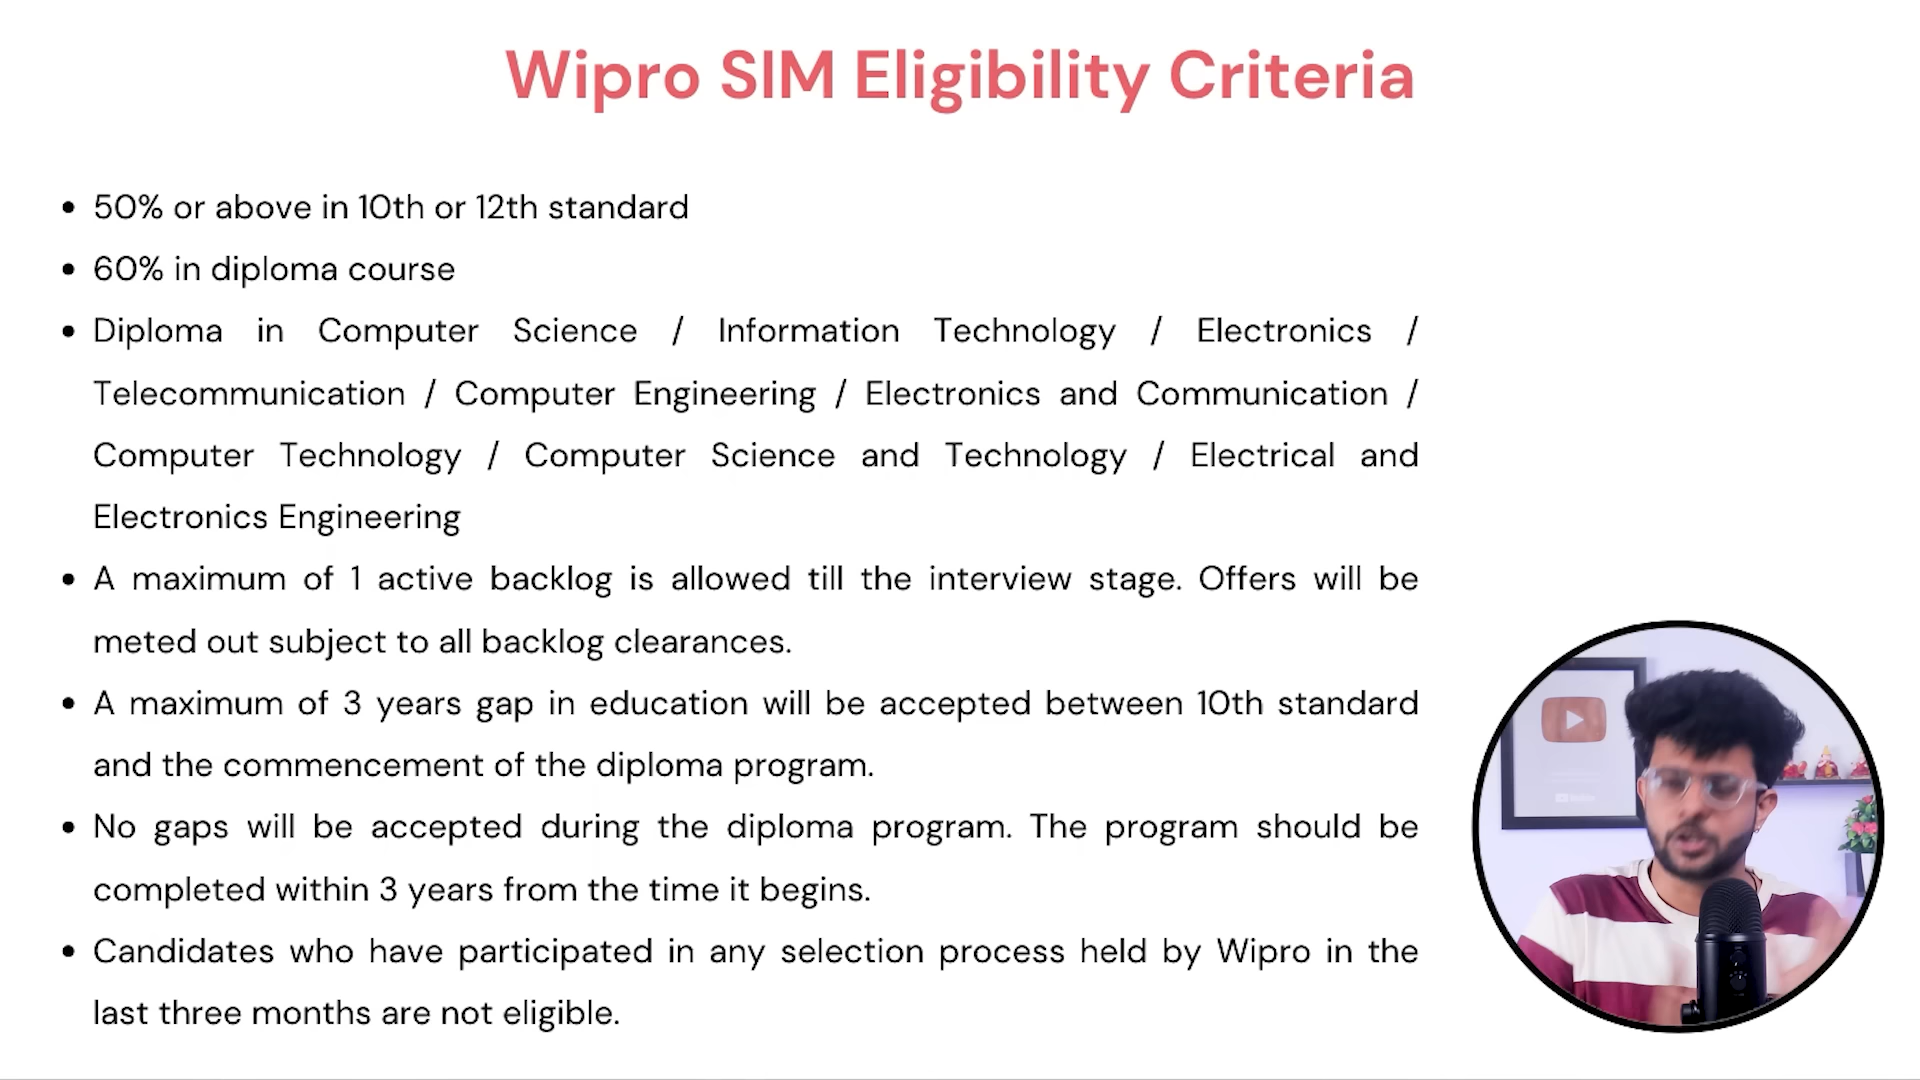 Wipro SIM Eligibility Criteria
• 50% or above in 10th or 12th standard
• 60% in diploma course
• Diploma in Computer Science / Information Technology / Electronics /
Telecommunication / Computer Engineering / Electronics and Communication /
Computer Technology / Computer Science and Technology / Electrical and
Electronics Engineering
• A maximum of 1 active backlog is allowed till the interview stage. Offers will be
meted out subject to all backlog clearances.
• A maximum of 3 years gap in education will be accepted between 10th standard
and the commencement of the diploma program.
• No gaps will be accepted during the diploma program. The program should be
completed within 3 years from the time it begins.
• Candidates who have participated in any selection process held by Wipro in the
last three months are not eligible.